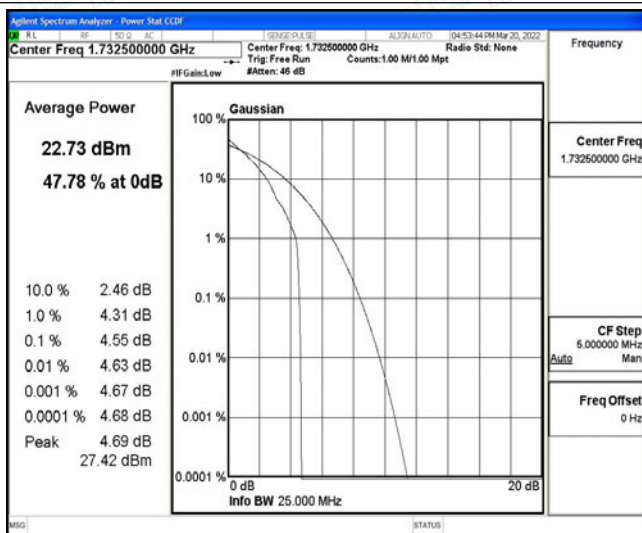 Agilent Spectrum Analyzer - Power Stat CCDF
RL RF 50 Ω AC SENSE:PULSE ALIGN AUTO 04:53:44 PM Mar 20, 2022
Center Freq 1.732500000 GHz
Center Freq: 1.732500000 GHz Radio Std: None
Trig: Free Run Counts:1.00 M/1.00 Mpt
#IFGain:Low #Atten: 46 dB
Frequency
Average Power
22.73 dBm
47.78 % at 0dB
10.0 % 2.46 dB
1.0 % 4.31 dB
0.1 % 4.55 dB
0.01 % 4.63 dB
0.001 % 4.67 dB
0.0001 % 4.68 dB
Peak 4.69 dB
27.42 dBm
Gaussian
100 %
10 %
1 %
0.1 %
0.01 %
0.001 %
0.0001 %
0 dB 20 dB
Info BW 25.000 MHz
Center Freq
1.732500000 GHz
CF Step
5.000000 MHz
Auto Man
Freq Offset
0 Hz
MSG STATUS